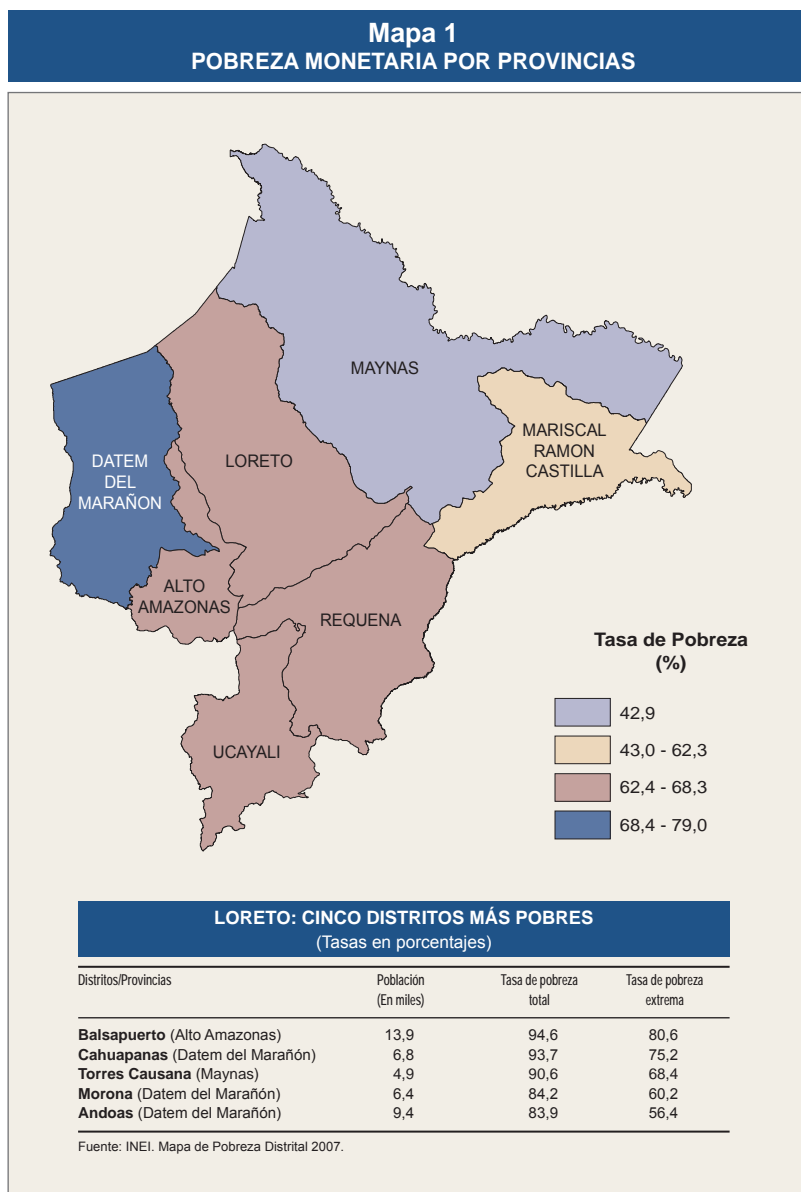 Mapa 1
POBREZA MONETARIA POR PROVINCIAS
MAYNAS
MARISCAL
RAMON
CASTILLA
LORETO
DATEM
DEL
MARAÑON
ALTO
AMAZONAS
REQUENA
UCAYALI
Tasa de Pobreza
(%)
42,9
43,0 - 62,3
62,4 - 68,3
68,4 - 79,0
LORETO: CINCO DISTRITOS MÁS POBRES
(Tasas en porcentajes)
Distritos/Provincias Población Tasa de pobreza Tasa de pobreza
(En miles) total extrema
Balsapuerto (Alto Amazonas) 13,9 94,6 80,6
Cahuapanas (Datem del Marañón) 6,8 93,7 75,2
Torres Causana (Maynas) 4,9 90,6 68,4
Morona (Datem del Marañón) 6,4 84,2 60,2
Andoas (Datem del Marañón) 9,4 83,9 56,4
Fuente: INEI. Mapa de Pobreza Distrital 2007.